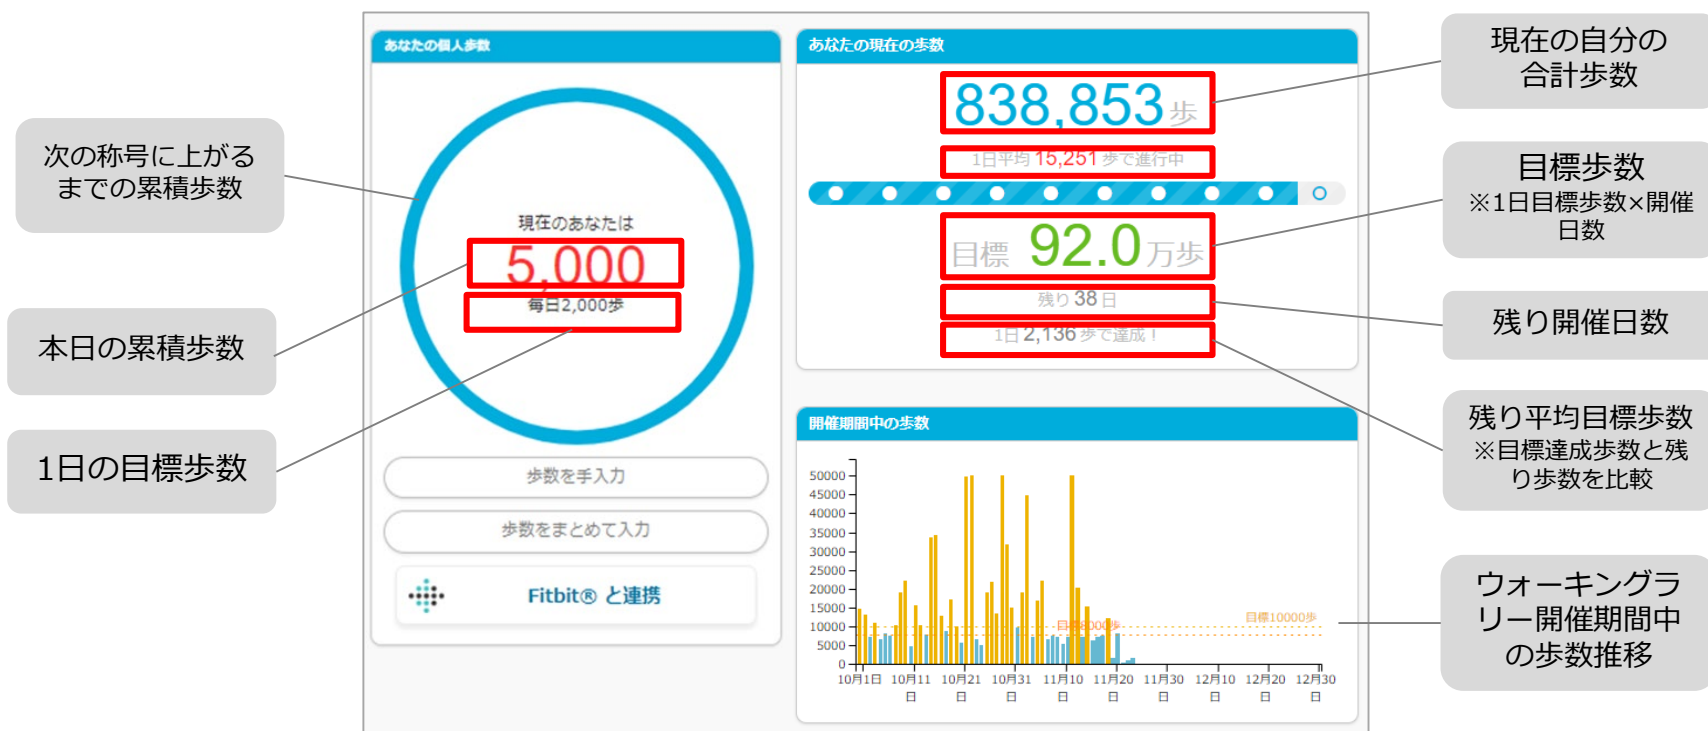 次の称号に上がる
までの累積歩数
本日の累積歩数
1日の目標歩数
あなたの個人歩数
現在のあなたは
5,000
毎日2,000歩
歩数を手入力
歩数をまとめて入力
Fitbit® と連携
あなたの現在の歩数
838,853 歩
1日平均 15,251 歩で進行中
目標 92.0 万歩
残り 38 日
1日 2,136 歩で達成！
開催期間中の歩数
50000
45000
40000
35000
30000
25000
20000
15000
10000
5000
0
目標10000歩
目標8000歩
10月1日 10月11日 10月21日 10月31日 11月10日 11月20日 11月30日 12月10日 12月20日 12月30日
現在の自分の
合計歩数
目標歩数
※1日目標歩数×開催
日数
残り開催日数
残り平均目標歩数
※目標達成歩数と残
り歩数を比較
ウォーキングラ
リー開催期間中
の歩数推移